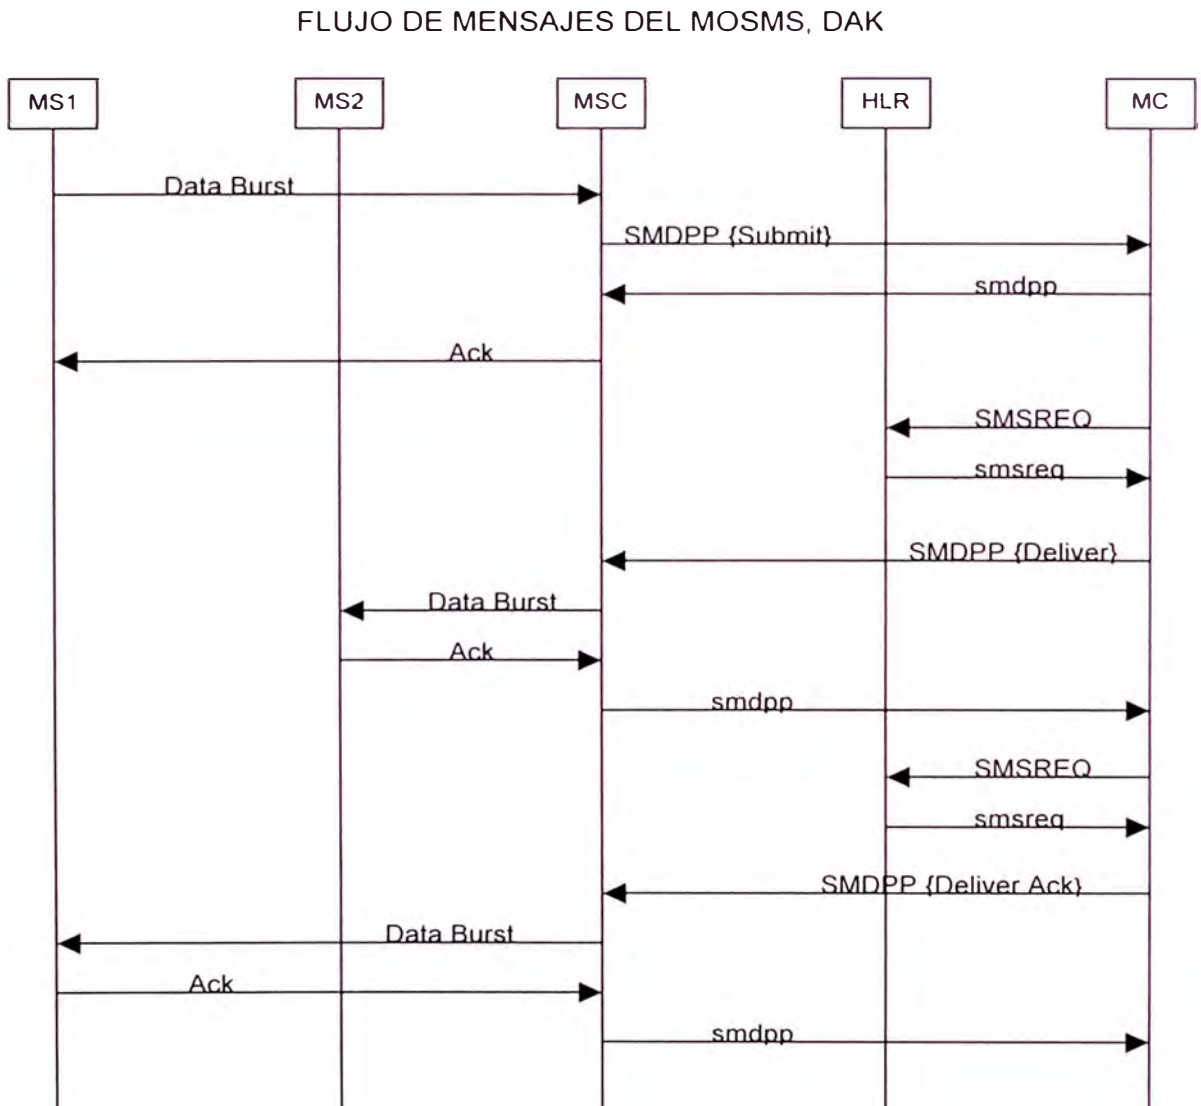 FLUJO DE MENSAJES DEL MOSMS, DAK
MS1 MS2 MSC HLR MC
Data Burst
SMDPP {Submit}
smdpp
Ack
SMSREQ
smsreq
SMDPP {Deliver}
Data Burst
Ack
smdpp
SMSREQ
smsreq
SMDPP {Deliver Ack}
Data Burst
Ack
smdpp